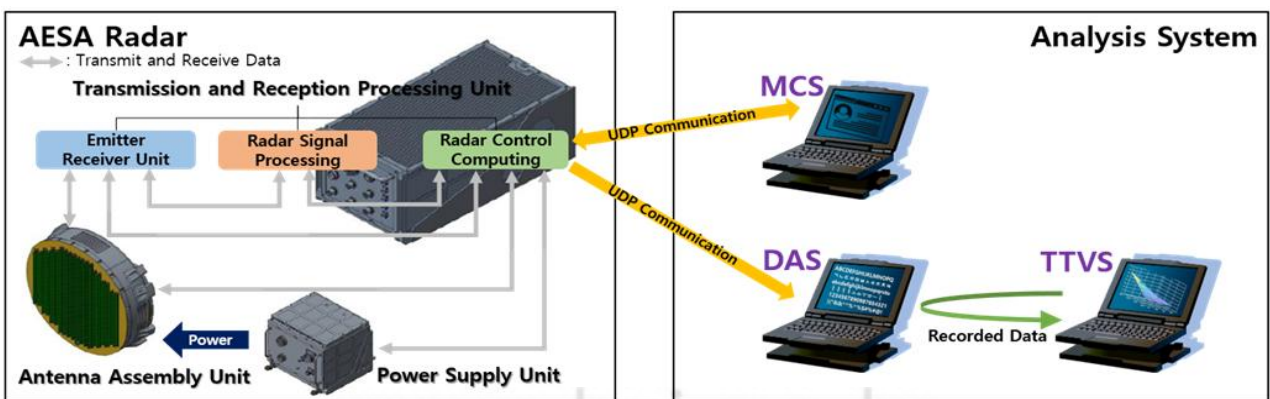 AESA Radar
: Transmit and Receive Data
Transmission and Reception Processing Unit
Emitter
Receiver Unit
Radar Signal
Processing
Radar Control
Computing
Power
Antenna Assembly Unit
Power Supply Unit
UDP Communication
UDP Communication
Analysis System
MCS
DAS
TTVS
Recorded Data